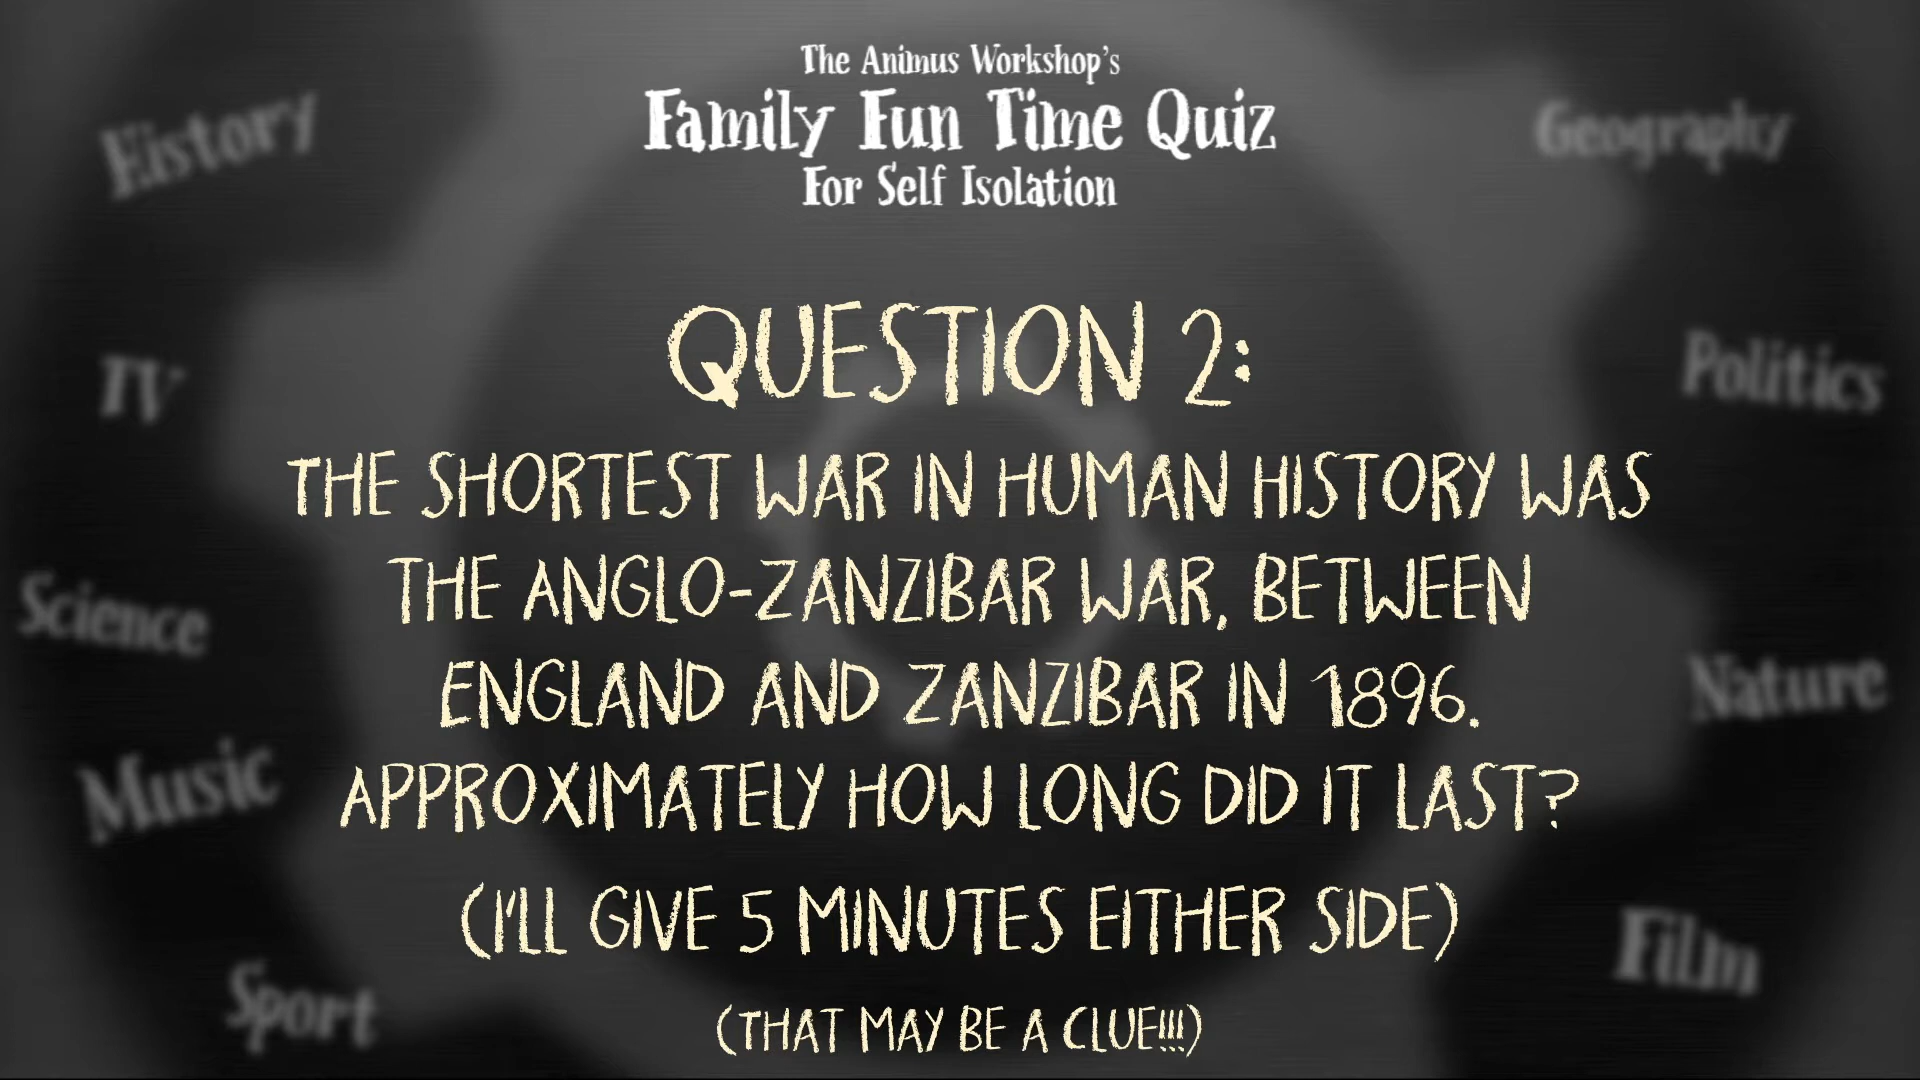 The Animus Workshop's
Family Fun Time Quiz
For Self Isolation
History
Geography
TV
Politics
Science
Nature
Music
Sport
Film
QUESTION 2:
THE SHORTEST WAR IN HUMAN HISTORY WAS
THE ANGLO-ZANZIBAR WAR, BETWEEN
ENGLAND AND ZANZIBAR IN 1896.
APPROXIMATELY HOW LONG DID IT LAST?
(I'LL GIVE 5 MINUTES EITHER SIDE)
(THAT MAY BE A CLUE!!!)